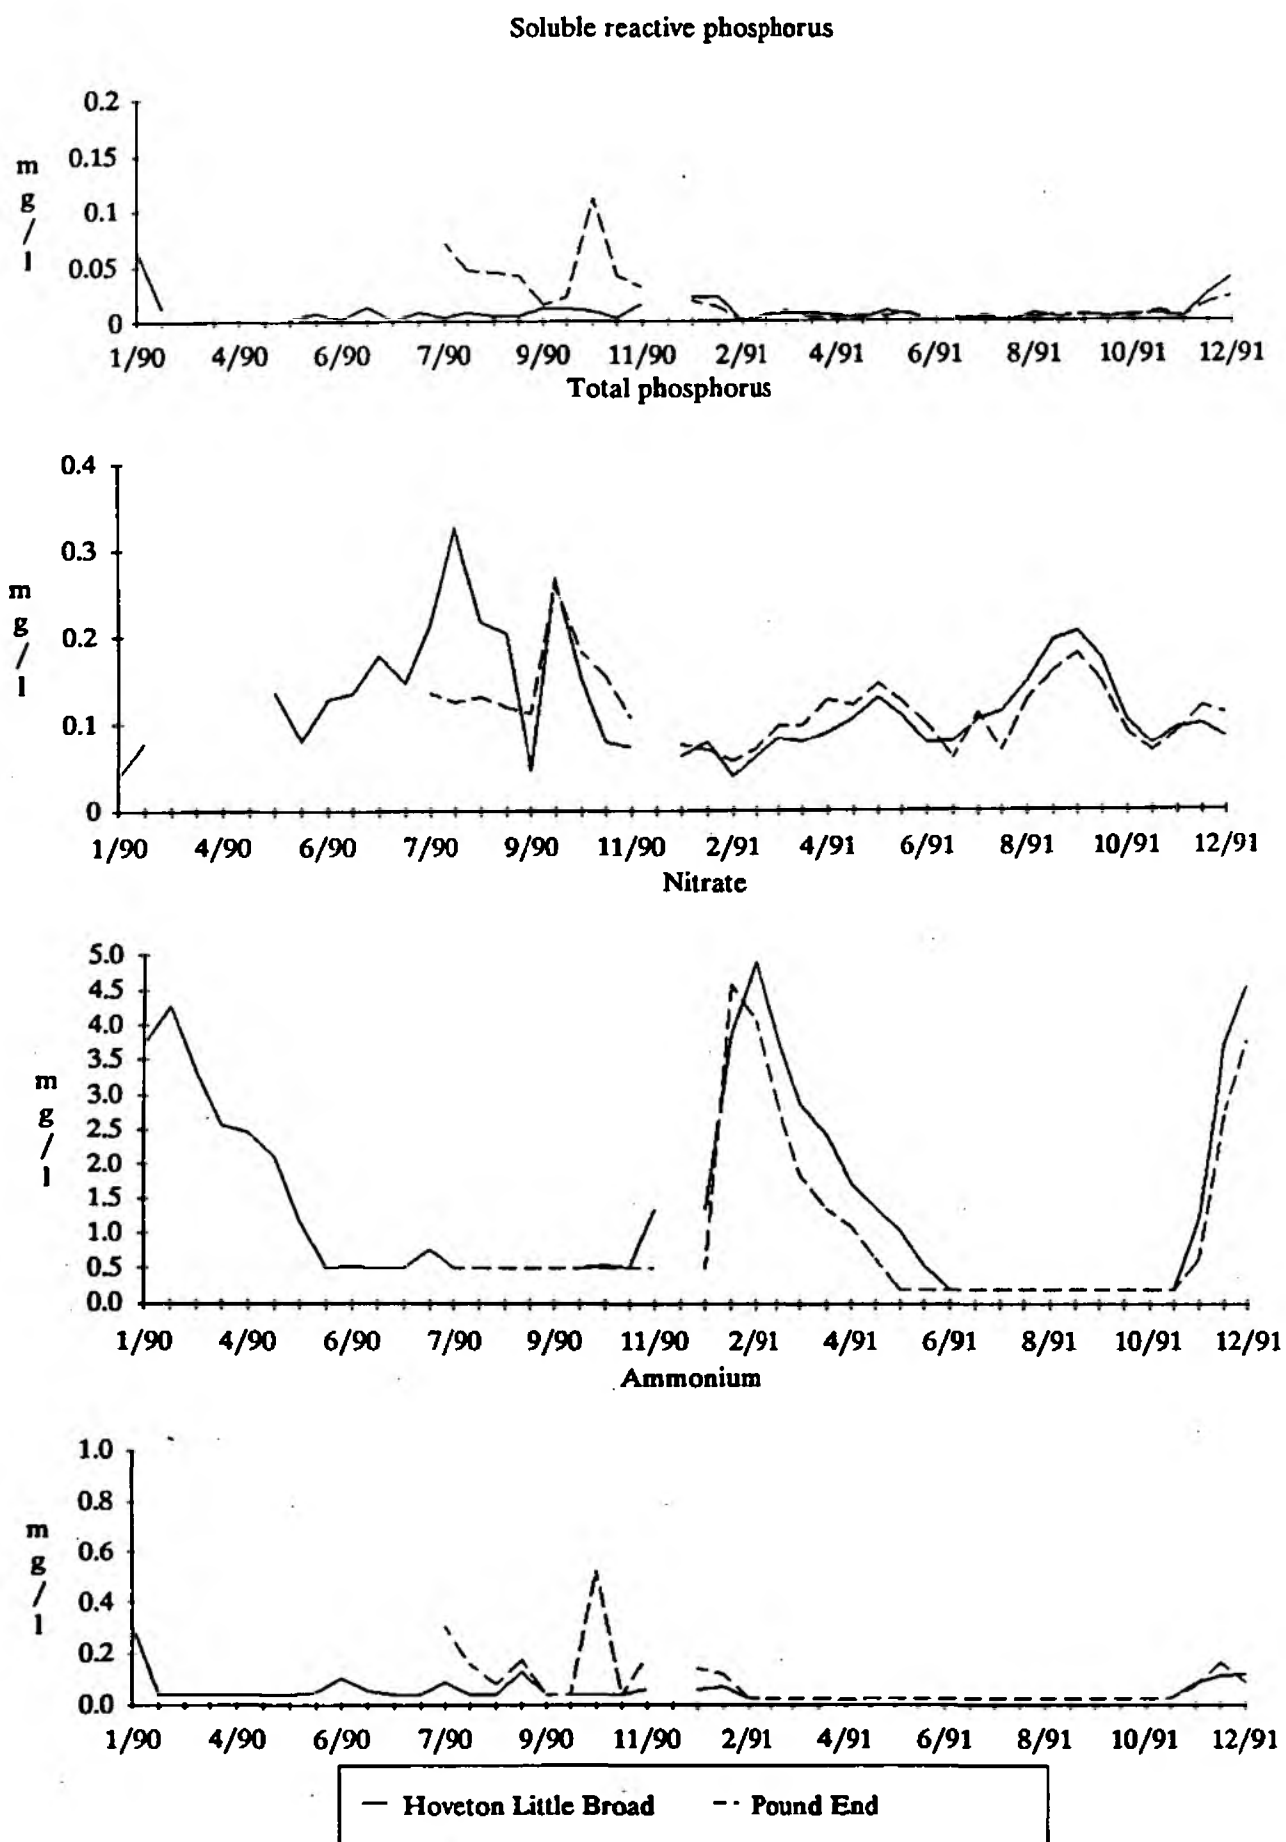 Soluble reactive phosphorus
0.2
0.15
0.1
0.05
0
m
g
/
l
1/90 4/90 6/90 7/90 9/90 11/90 2/91 4/91 6/91 8/91 10/91 12/91
Total phosphorus
0.4
0.3
0.2
0.1
0
m
g
/
l
1/90 4/90 6/90 7/90 9/90 11/90 2/91 4/91 6/91 8/91 10/91 12/91
Nitrate
5.0
4.5
4.0
3.5
3.0
2.5
2.0
1.5
1.0
0.5
0.0
m
g
/
l
1/90 4/90 6/90 7/90 9/90 11/90 2/91 4/91 6/91 8/91 10/91 12/91
Ammonium
1.0
0.8
0.6
0.4
0.2
0.0
m
g
/
l
1/90 4/90 6/90 7/90 9/90 11/90 2/91 4/91 6/91 8/91 10/91 12/91
Hoveton Little Broad Pound End